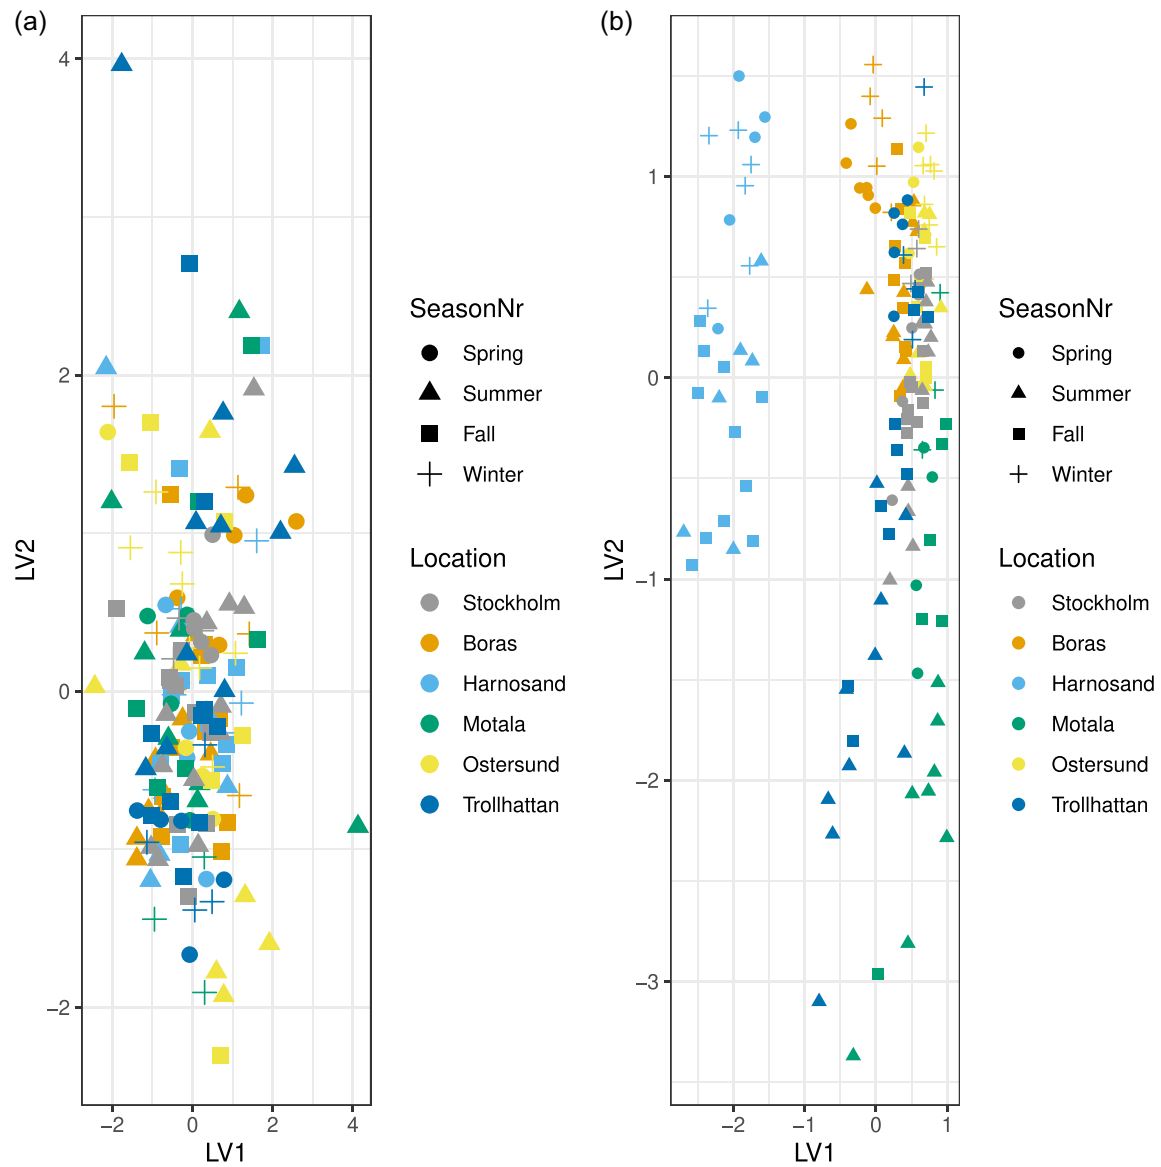 (a)
4
2
0
−2
LV2
−2
0
2
4
LV1
SeasonNr
Spring
Summer
Fall
Winter
Location
Stockholm
Boras
Harnosand
Motala
Ostersund
Trollhattan
(b)
1
0
−1
−2
−3
LV2
−2
−1
0
1
LV1
SeasonNr
Spring
Summer
Fall
Winter
Location
Stockholm
Boras
Harnosand
Motala
Ostersund
Trollhattan